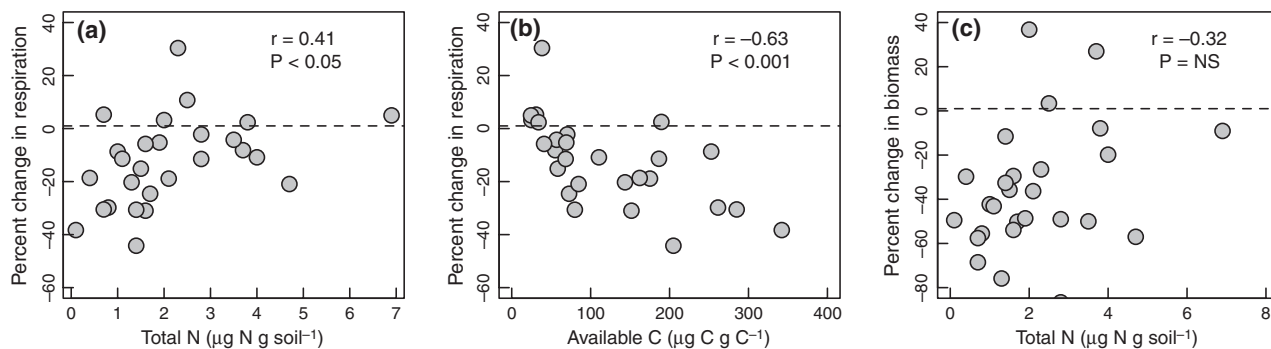 (a)
r = 0.41
P < 0.05
Percent change in respiration
40
20
0
−20
−40
−60
0 1 2 3 4 5 6 7
Total N (µg N g soil⁻¹)
(b)
r = −0.63
P < 0.001
Percent change in respiration
40
20
0
−20
−40
−60
0 100 200 300 400
Available C (µg C g C⁻¹)
(c)
r = −0.32
P = NS
Percent change in biomass
40
20
0
−20
−40
−60
−80
0 2 4 6 8
Total N (µg N g soil⁻¹)